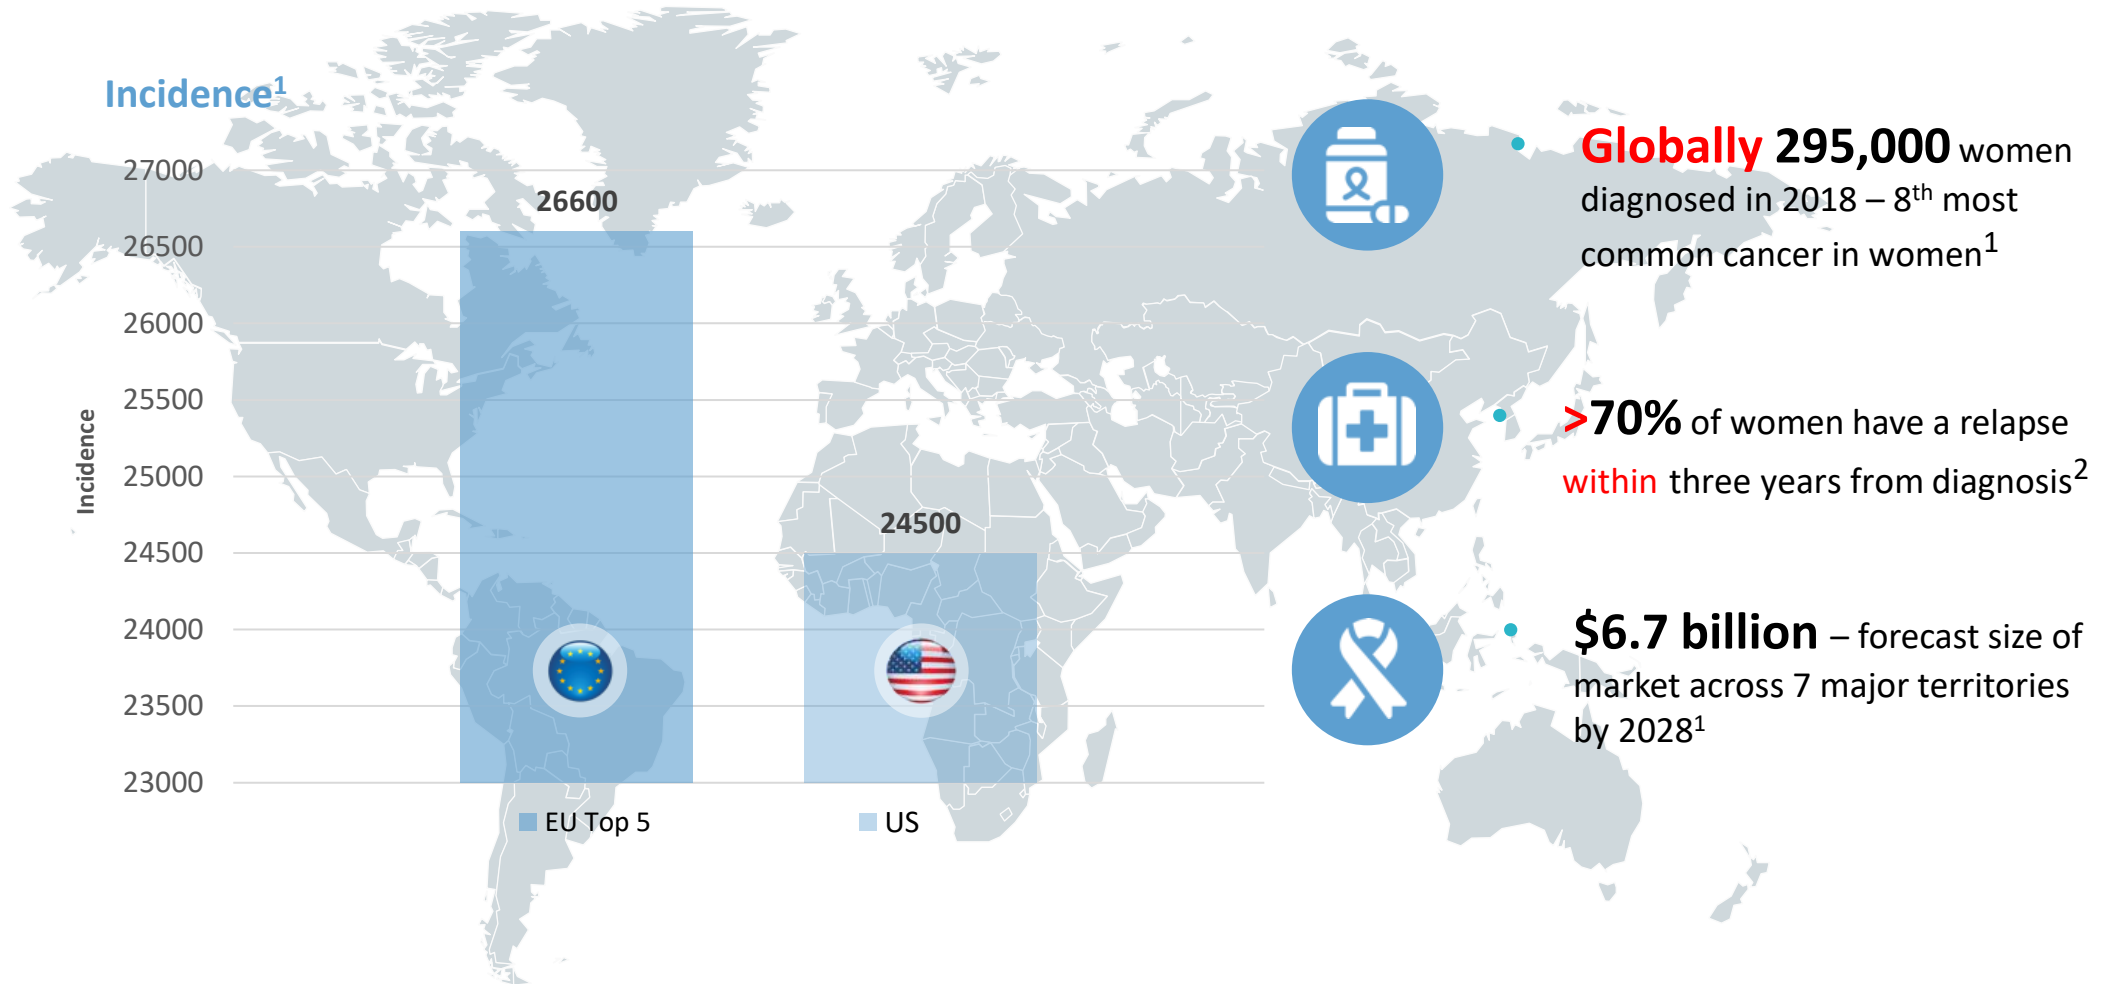 Incidence1
Incidence
27000
26500
26000
25500
25000
24500
24000
23500
23000
26600
24500
EU Top 5
US
Globally 295,000 women
diagnosed in 2018 – 8th most
common cancer in women1
>70% of women have a relapse
within three years from diagnosis2
$6.7 billion – forecast size of
market across 7 major territories
by 20281